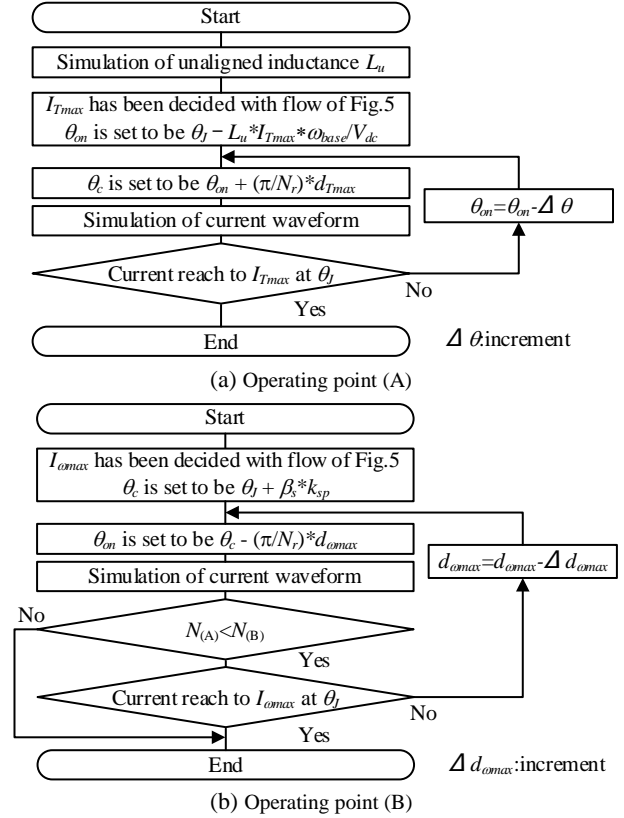 Start
Simulation of unaligned inductance Lu
ITmax has been decided with flow of Fig.5
θon is set to be θJ − Lu*ITmax*ωbase/Vdc
θc is set to be θon + (π/Nr)*dTmax
Simulation of current waveform
θon=θon-Δ θ
Current reach to ITmax at θJ
No
Yes
End
Δ θ:increment
(a) Operating point (A)
Start
Iωmax has been decided with flow of Fig.5
θc is set to be θJ + βs*ksp
θon is set to be θc - (π/Nr)*dωmax
Simulation of current waveform
dωmax=dωmax-Δ dωmax
No
N(A)<N(B)
Yes
Current reach to Iωmax at θJ
No
Yes
End
Δ dωmax:increment
(b) Operating point (B)